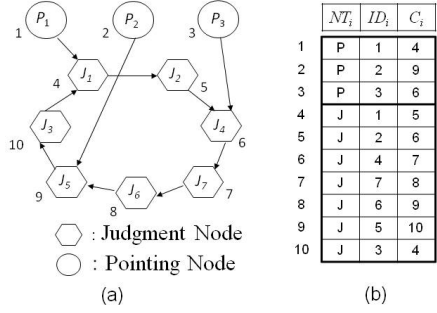 P1 P2 P3
1 2 3
J1 J2
4 5
J3 J4
10 6
J5 J6 J7
9 8 7
: Judgment Node
: Pointing Node
(a)
NTi IDi Ci
1 P 1 4
2 P 2 9
3 P 3 6
4 J 1 5
5 J 2 6
6 J 4 7
7 J 7 8
8 J 6 9
9 J 5 10
10 J 3 4
(b)